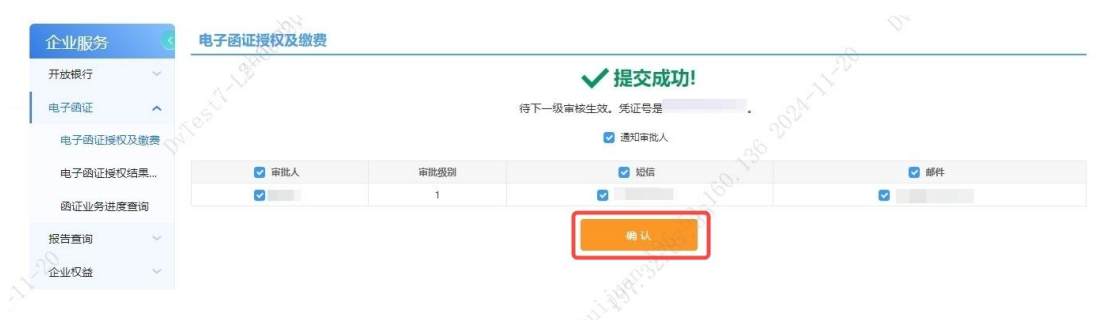 企业服务
电子函证授权及缴费
开放银行
提交成功!
电子函证
待下一级审核生效。凭证号是 .
电子函证授权及缴费
通知审批人
电子函证授权结果...
审批人 审批级别 短信 邮件
1
函证业务进度查询
报告查询
确认
企业权益
2024-11-20